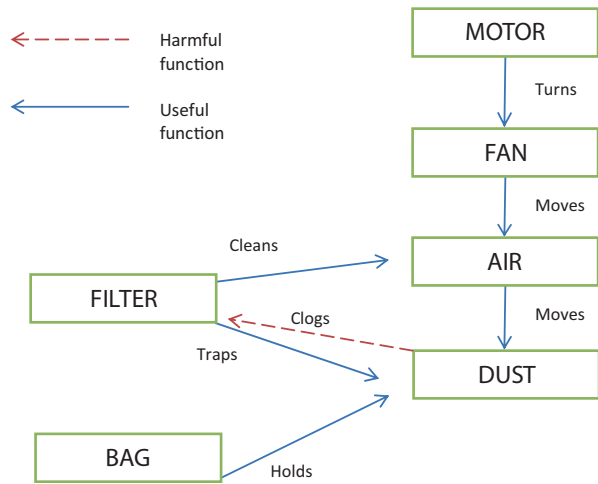 Harmful
function
MOTOR
Useful
function
Turns
FAN
Moves
Cleans
AIR
FILTER
Clogs
Moves
Traps
DUST
BAG
Holds